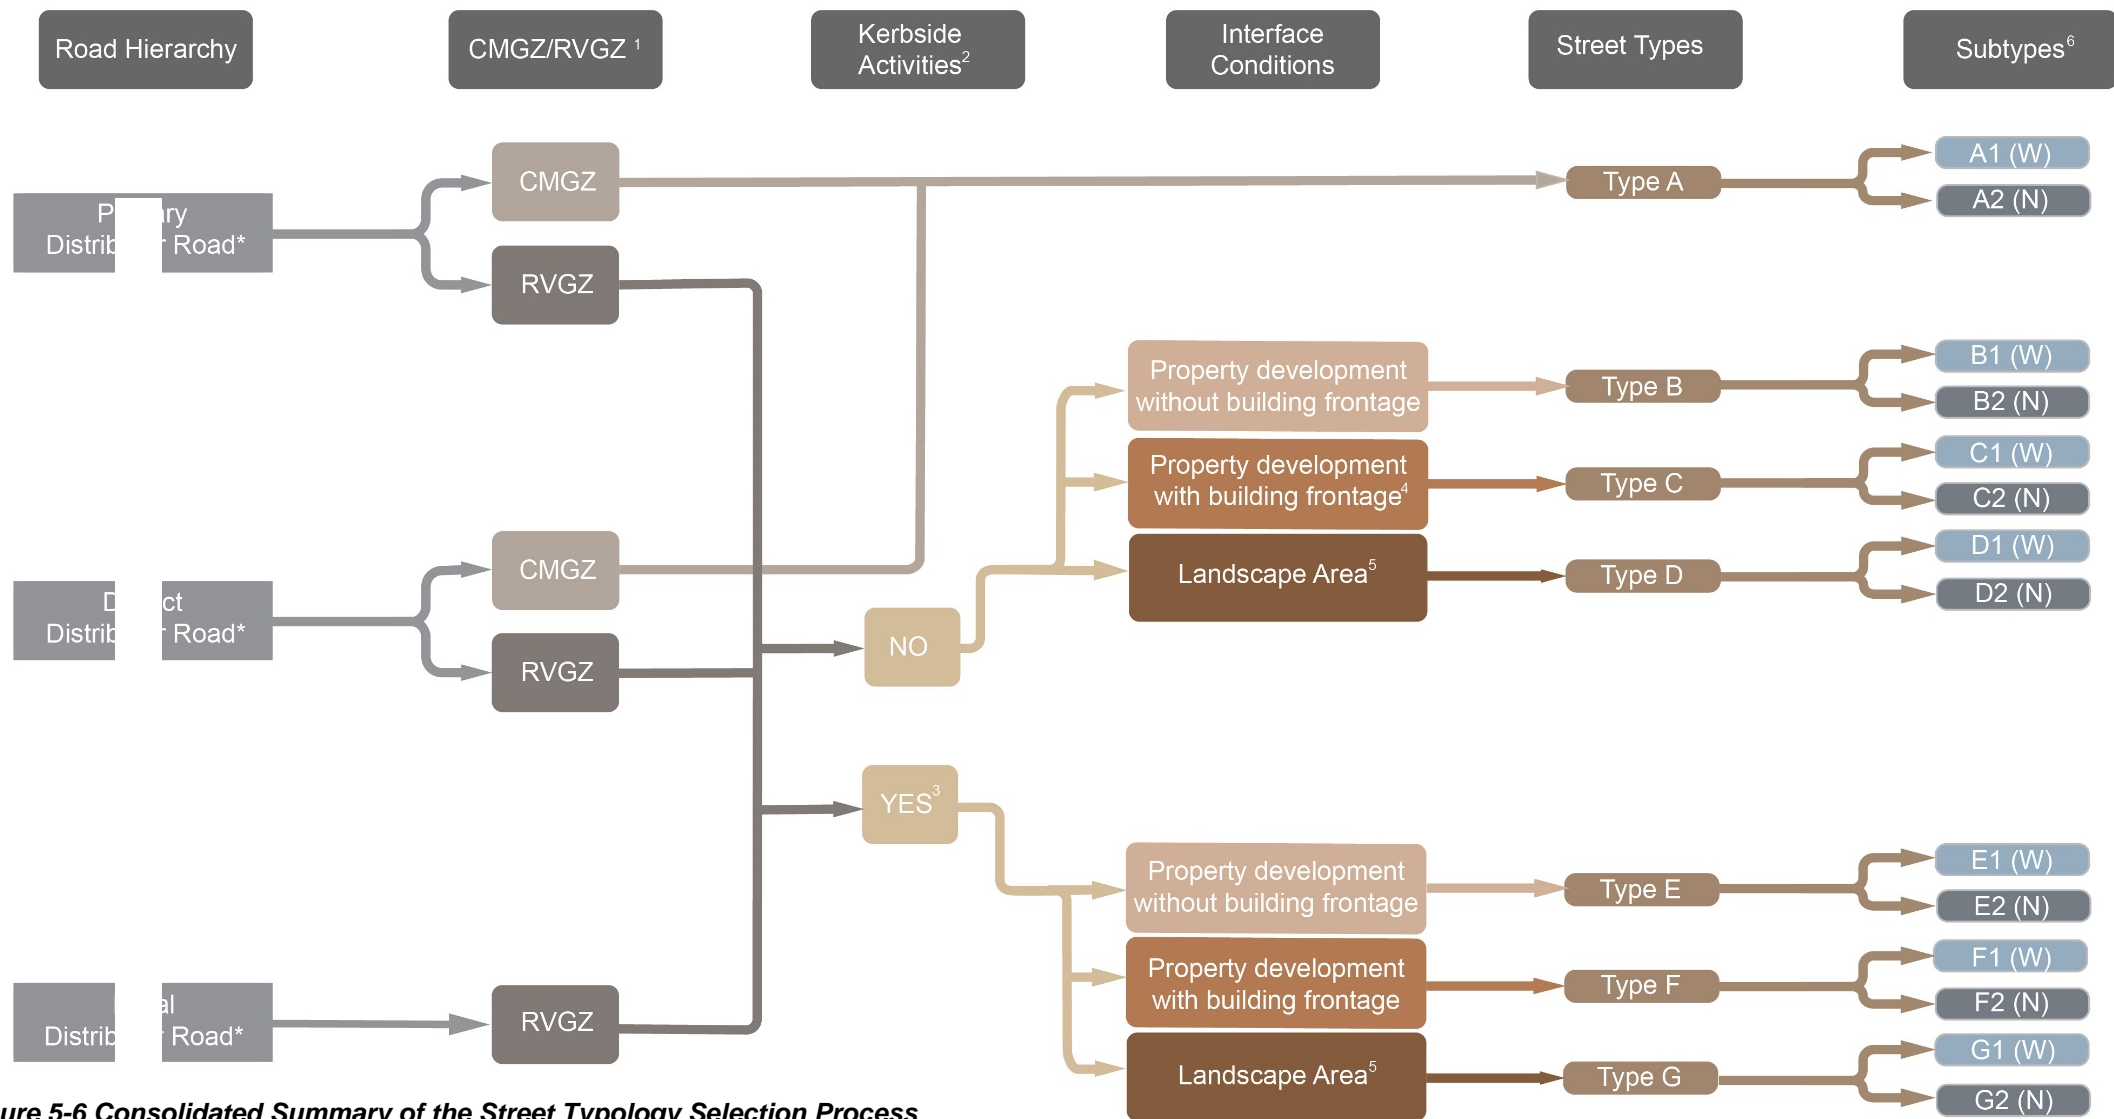 Road Hierarchy
CMGZ/RVGZ 1
Kerbside
Activities2
Interface
Conditions
Street Types
Subtypes6
CMGZ
Type A
A1 (W)
A2 (N)
Road*
RVGZ
Property development
without building frontage
Type B
B1 (W)
B2 (N)
Property development
with building frontage4
Type C
C1 (W)
C2 (N)
CMGZ
Landscape Area5
Type D
D1 (W)
D2 (N)
Road*
RVGZ
NO
YES3
Property development
without building frontage
Type E
E1 (W)
E2 (N)
Property development
with building frontage
Type F
F1 (W)
F2 (N)
Road*
RVGZ
Landscape Area5
Type G
G1 (W)
G2 (N)
5-6 Consolidated Summary of the Street Typology Selection Process